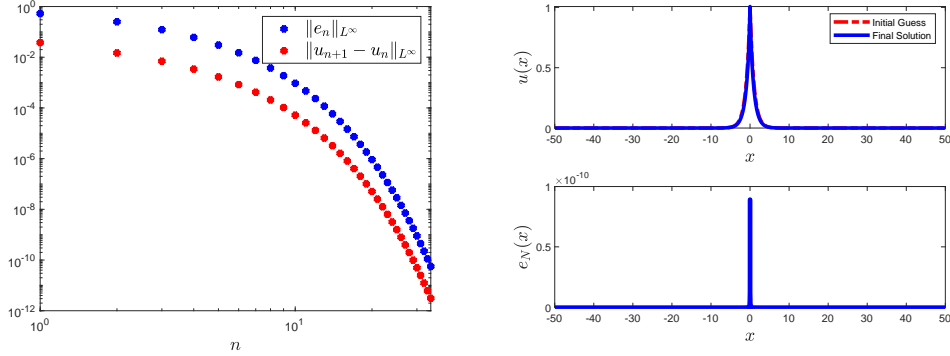 10^0
10^-2
10^-4
10^-6
10^-8
10^-10
10^-12
10^0
10^1
n
‖e_n‖_{L^∞}
‖u_{n+1} − u_n‖_{L^∞}
u(x)
1
0.5
0
-50 -40 -30 -20 -10 0 10 20 30 40 50
x
Initial Guess
Final Solution
×10^-10
e_N(x)
1
0.5
0
-50 -40 -30 -20 -10 0 10 20 30 40 50
x